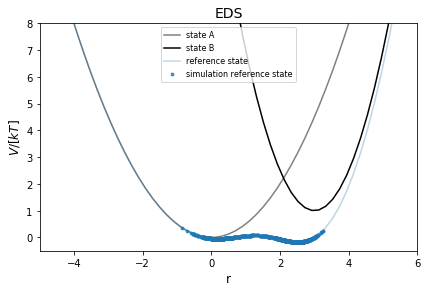 EDS
8
7
6
5
4
3
2
1
0
V/[kT]
state A
state B
reference state
simulation reference state
−4
−2
0
2
4
6
r